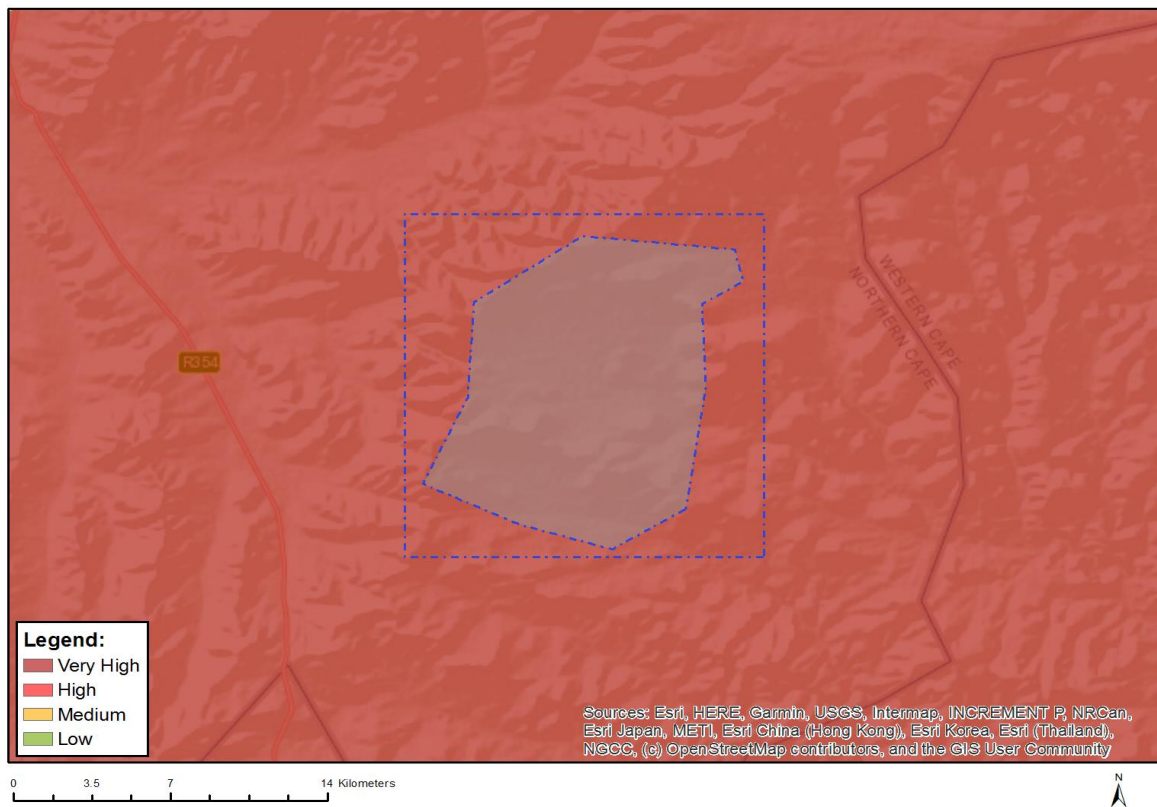 R354
WESTERN CAPE
NORTHERN CAPE
Legend:
Very High
High
Medium
Low
Sources: Esri, HERE, Garmin, USGS, Intermap, INCREMENT P, NRCan,
Esri Japan, METI, Esri China (Hong Kong), Esri Korea, Esri (Thailand),
NGCC, (c) OpenStreetMap contributors, and the GIS User Community
0 3.5 7 14 Kilometers
N